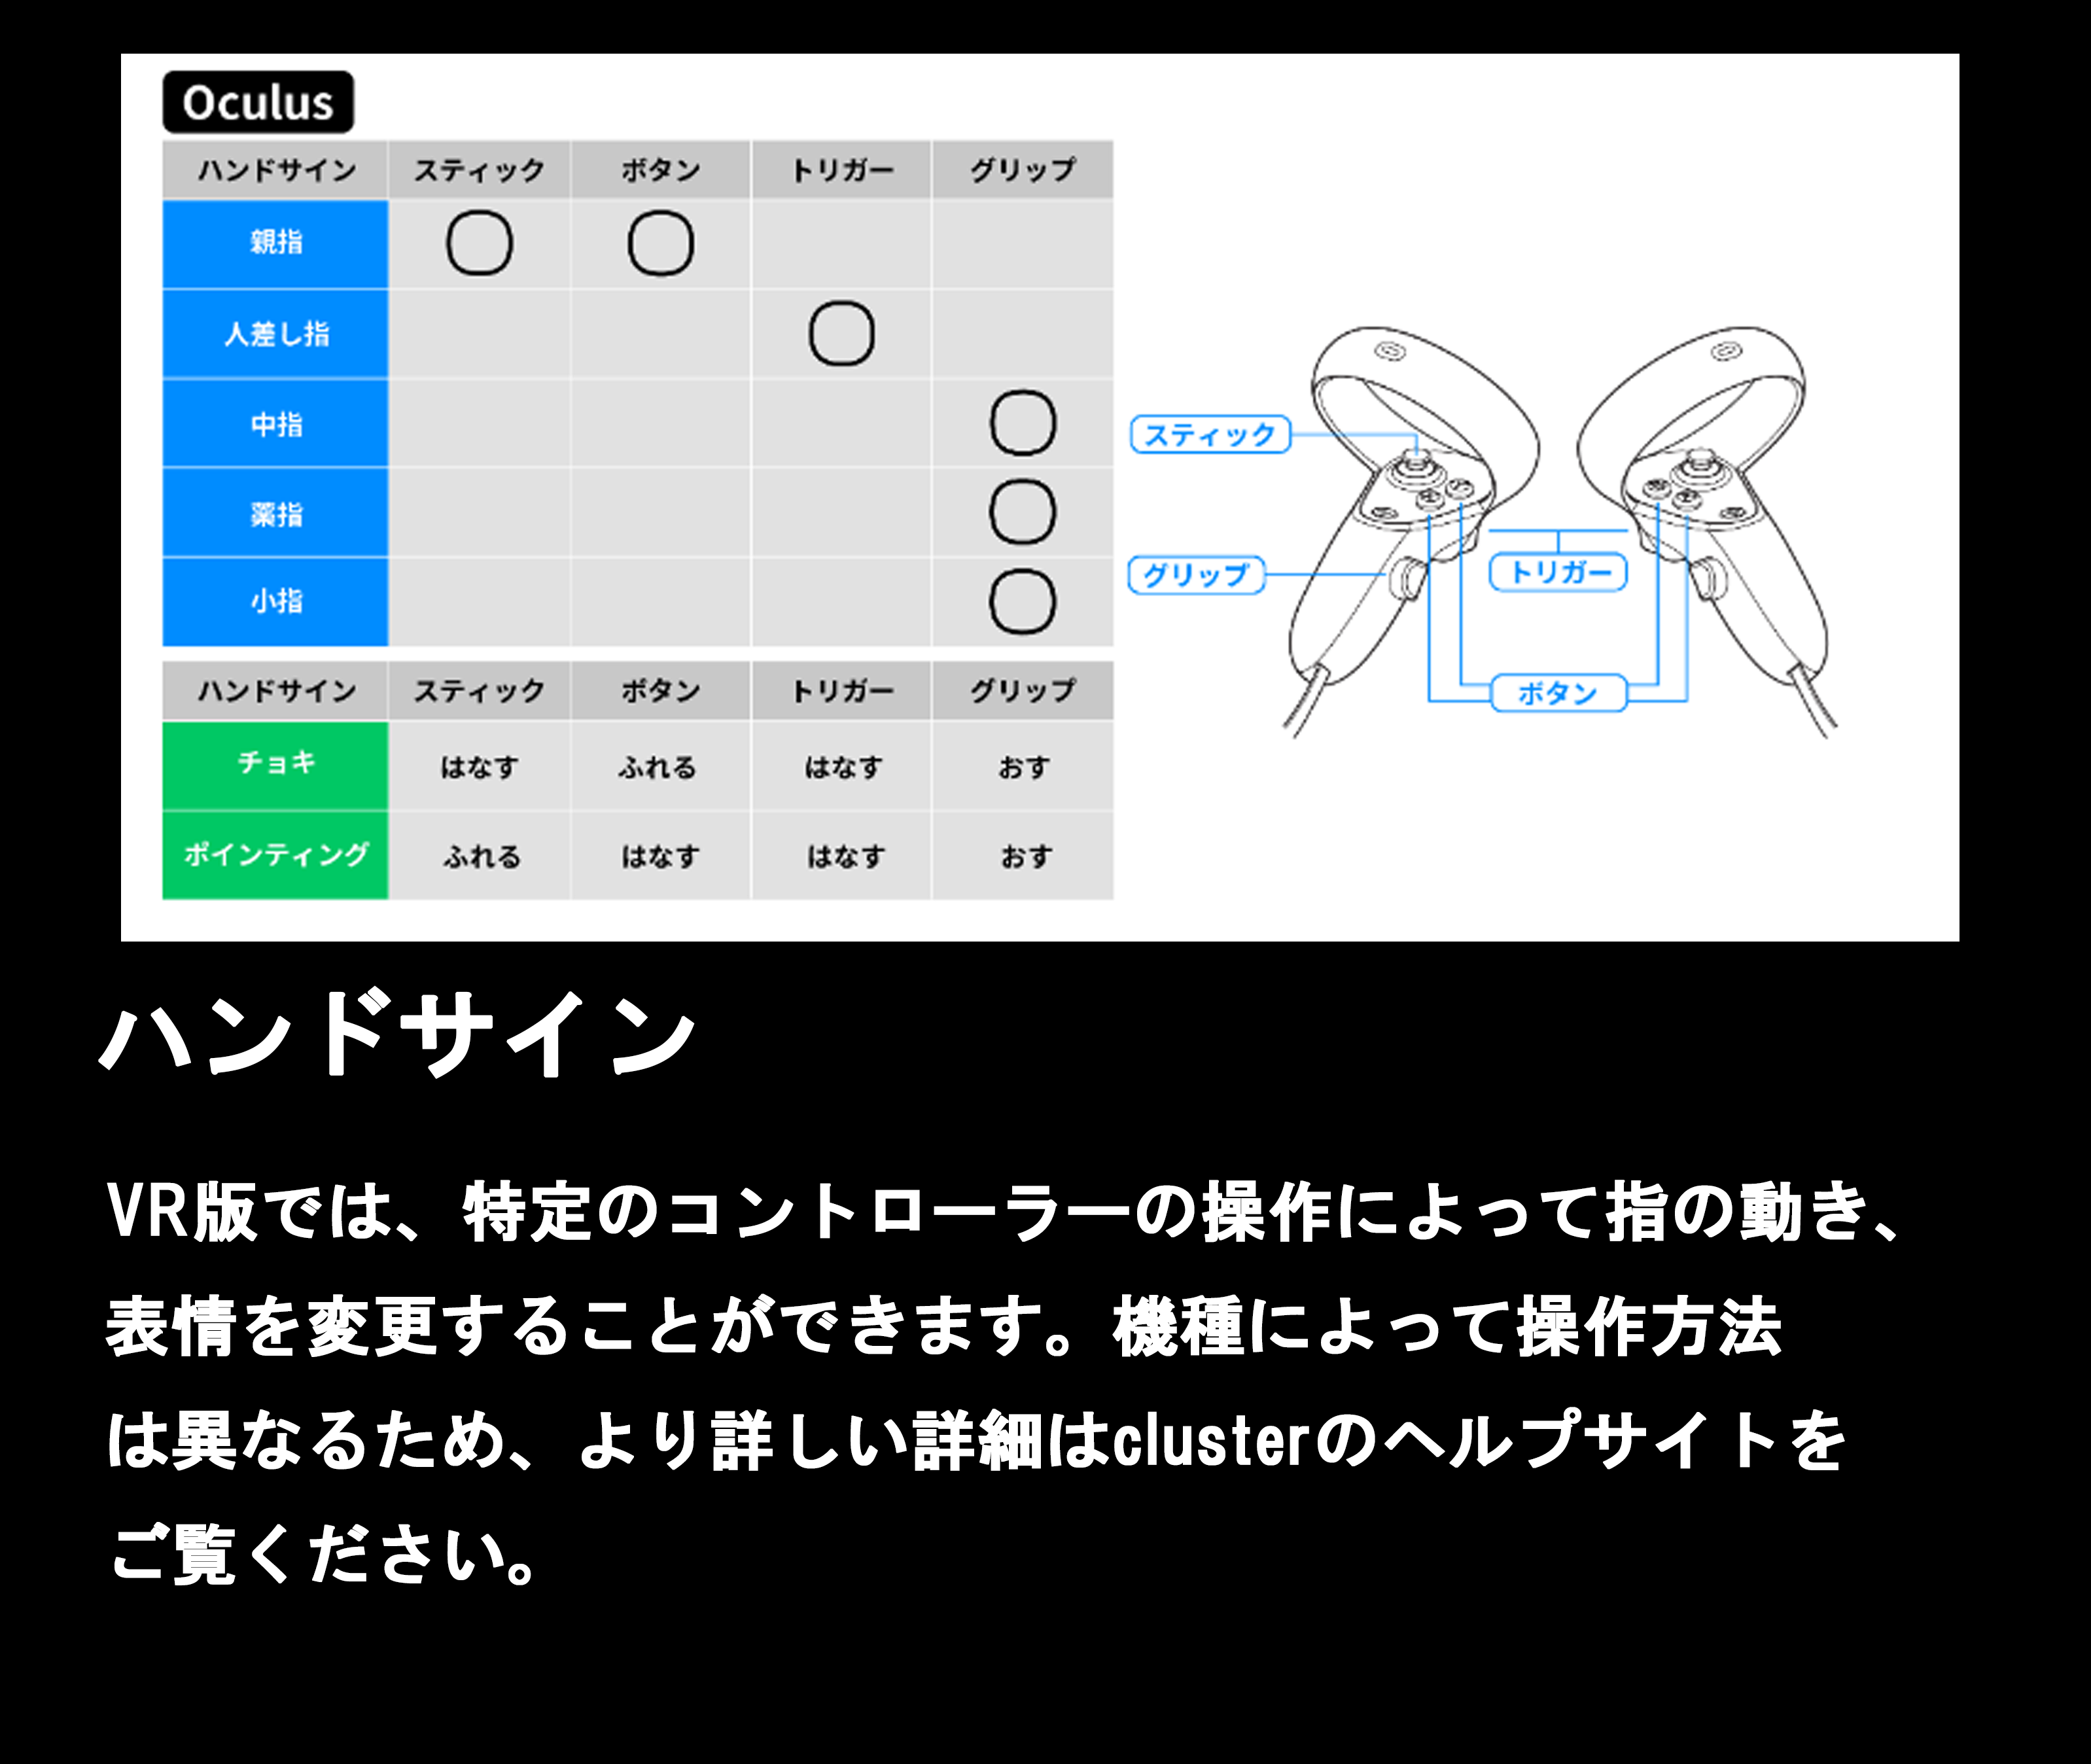 Oculus
ハンドサイン スティック ボタン トリガー グリップ
親指 ○ ○
人差し指 ○
中指 ○
薬指 ○
小指 ○
ハンドサイン スティック ボタン トリガー グリップ
チョキ はなす ふれる はなす おす
ポインティング ふれる はなす はなす おす
スティック
グリップ
トリガー
ボタン
ハンドサイン
VR版では、特定のコントローラーの操作によって指の動き、
表情を変更することができます。機種によって操作方法
は異なるため、より詳しい詳細はclusterのヘルプサイトを
ご覧ください。